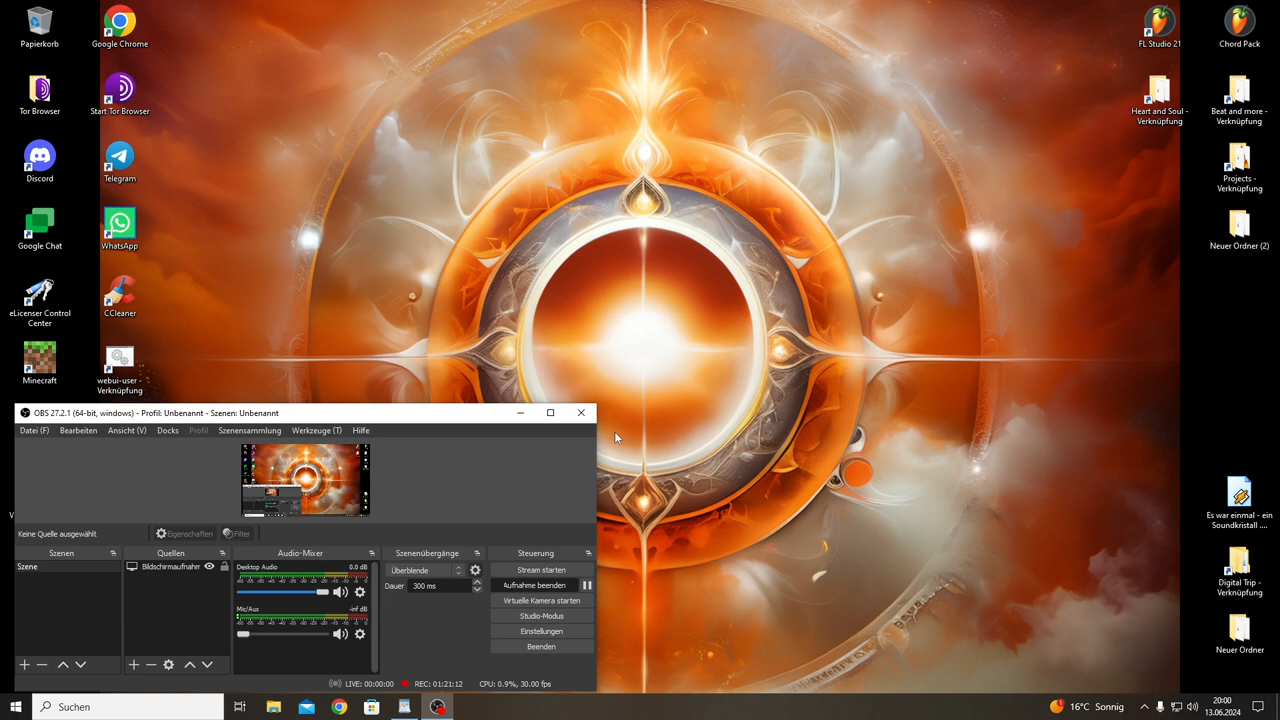 Papierkorb
Google Chrome
FL Studio 21
Chord Pack
Tor Browser
Start Tor Browser
Heart and Soul -
Verknüpfung
Beat and more -
Verknüpfung
Discord
Telegram
Projects -
Verknüpfung
Google Chat
WhatsApp
Neuer Ordner (2)
eLicenser Control
Center
CCleaner
Minecraft
webui-user -
Verknüpfung
OBS 27.2.1 (64-bit, windows) - Profil: Unbenannt - Szenen: Unbenannt
Datei (F) Bearbeiten Ansicht (V) Docks Profil Szenensammlung Werkzeuge (T) Hilfe
Keine Quelle ausgewählt Eigenschaften Filter
Szenen Quellen Audio-Mixer Szenenübergänge Steuerung
Szene
Bildschirmaufnahm
Desktop Audio 0.0 dB
Mic/Aux -inf dB
Überblende
Dauer 300 ms
Stream starten
Aufnahme beenden
Virtuelle Kamera starten
Studio-Modus
Einstellungen
Beenden
LIVE: 00:00:00 REC: 01:21:12 CPU: 0.9%, 30.00 fps
Es war einmal - ein
Soundkristall ....
Digital Trip -
Verknüpfung
Neuer Ordner
Suchen
16°C Sonnig
20:00
13.06.2024